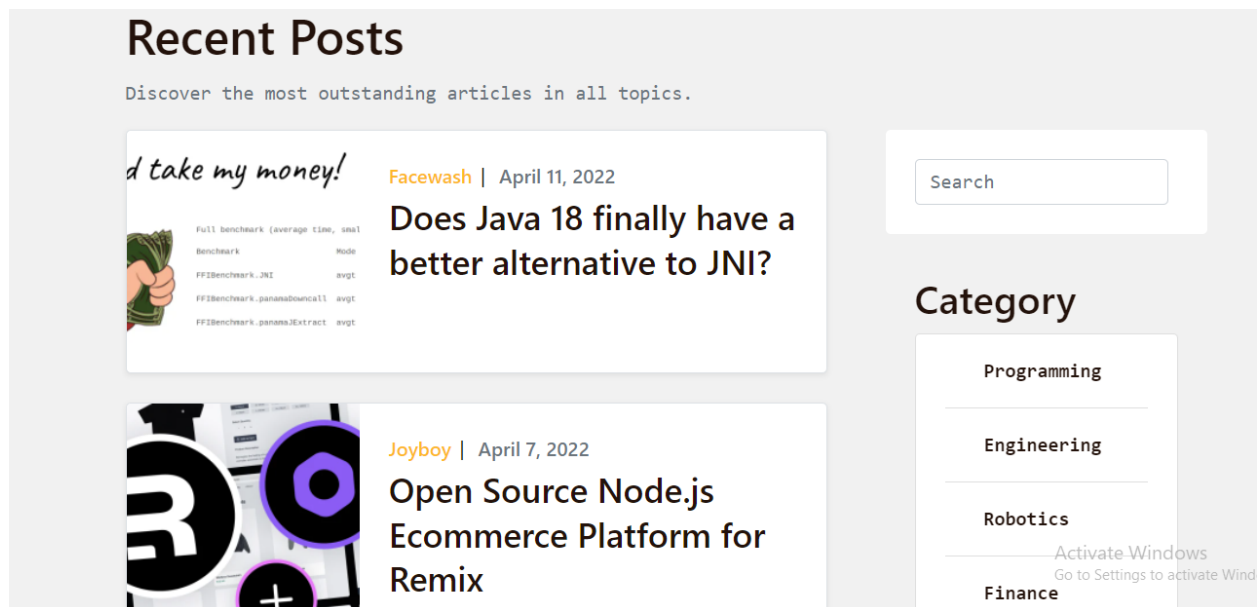 Recent Posts
Discover the most outstanding articles in all topics.
d take my money!
Full benchmark (average time, smal
Benchmark Mode
FFIBenchmark.JNI avgt
FFIBenchmark.panamaDowncall avgt
FFIBenchmark.panamaJExtract avgt
Facewash | April 11, 2022
Does Java 18 finally have a
better alternative to JNI?
Joyboy | April 7, 2022
Open Source Node.js
Ecommerce Platform for
Remix
Search
Category
Programming
Engineering
Robotics
Finance
Activate Windows
Go to Settings to activate Wind